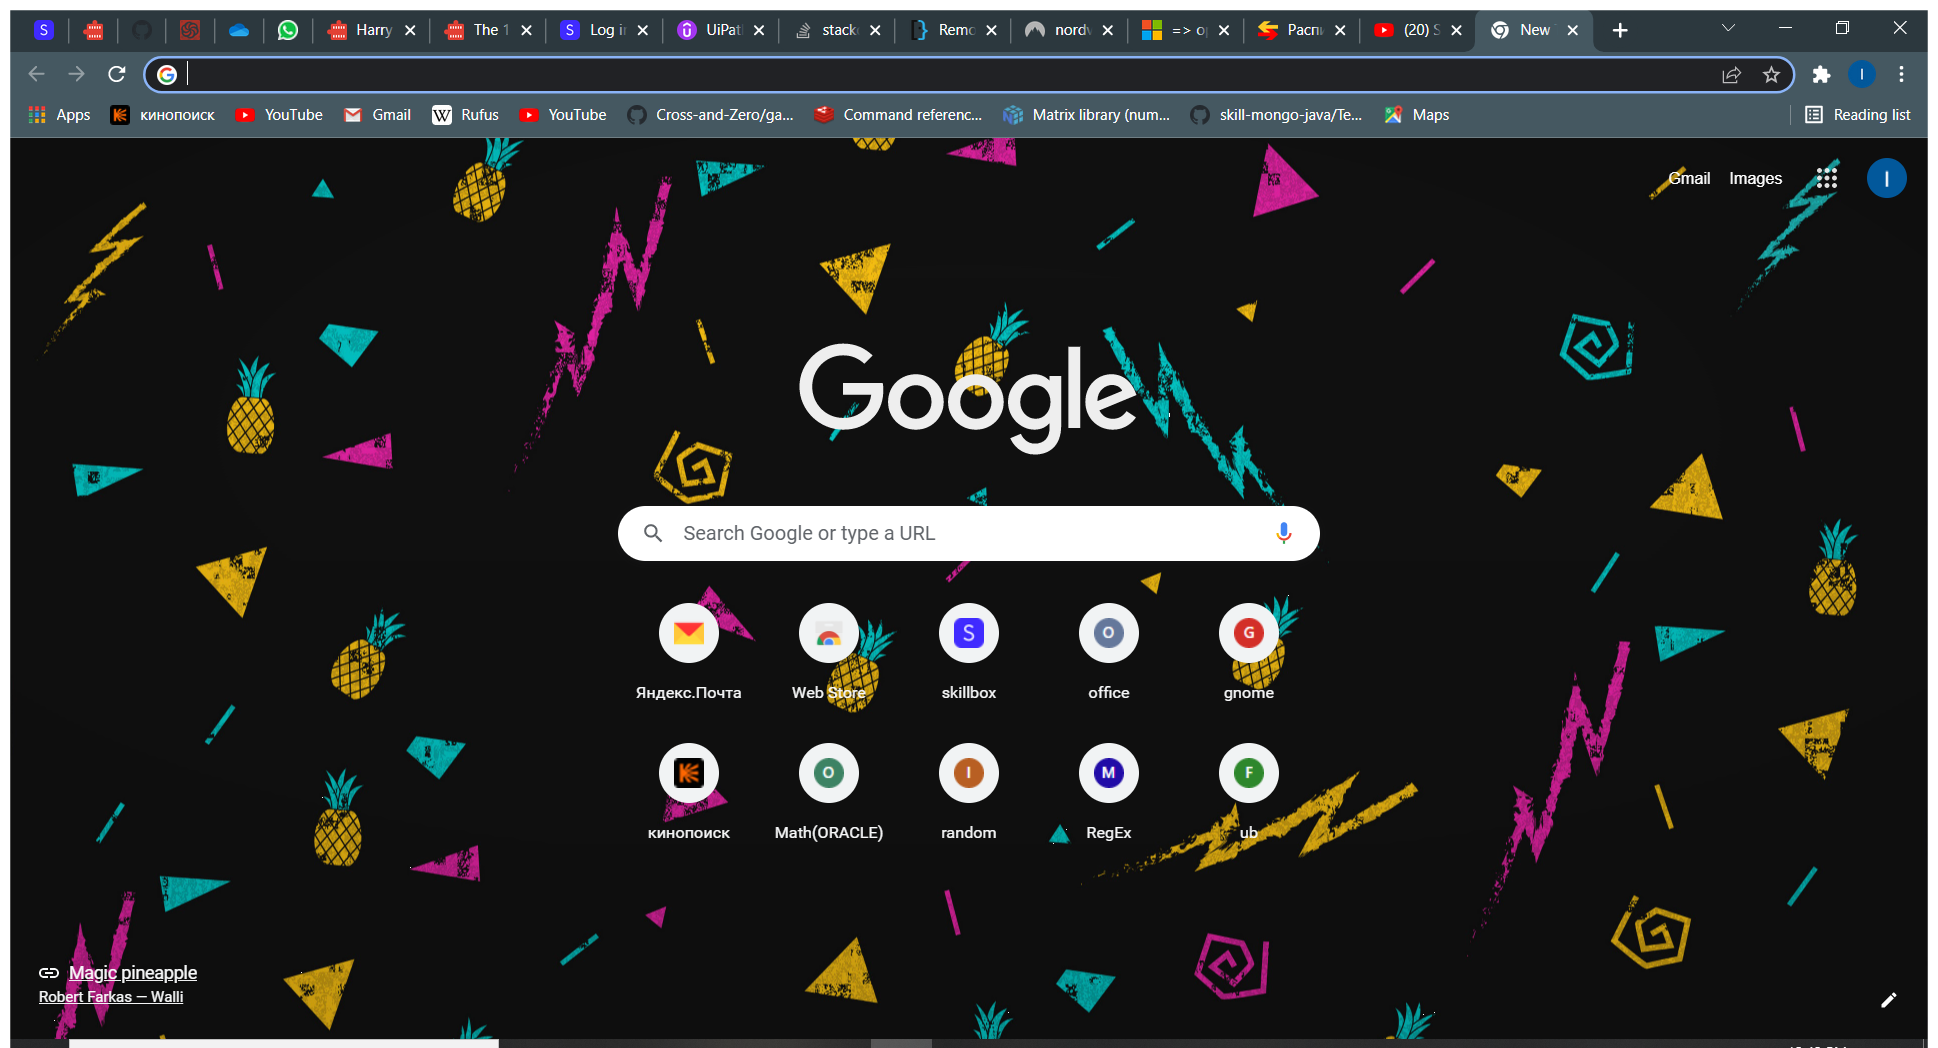 Harry
The 1
Log in
UiPat
stack
Remo
nordv
=> op
Распи
(20) S
New
Apps
кинопоиск
YouTube
Gmail
Rufus
YouTube
Cross-and-Zero/ga...
Command referenc...
Matrix library (num...
skill-mongo-java/Te...
Maps
Reading list
Gmail
Images
Google
Search Google or type a URL
Яндекс.Почта
Web Store
skillbox
office
gnome
кинопоиск
Math(ORACLE)
random
RegEx
ub
Magic pineapple
Robert Farkas — Walli